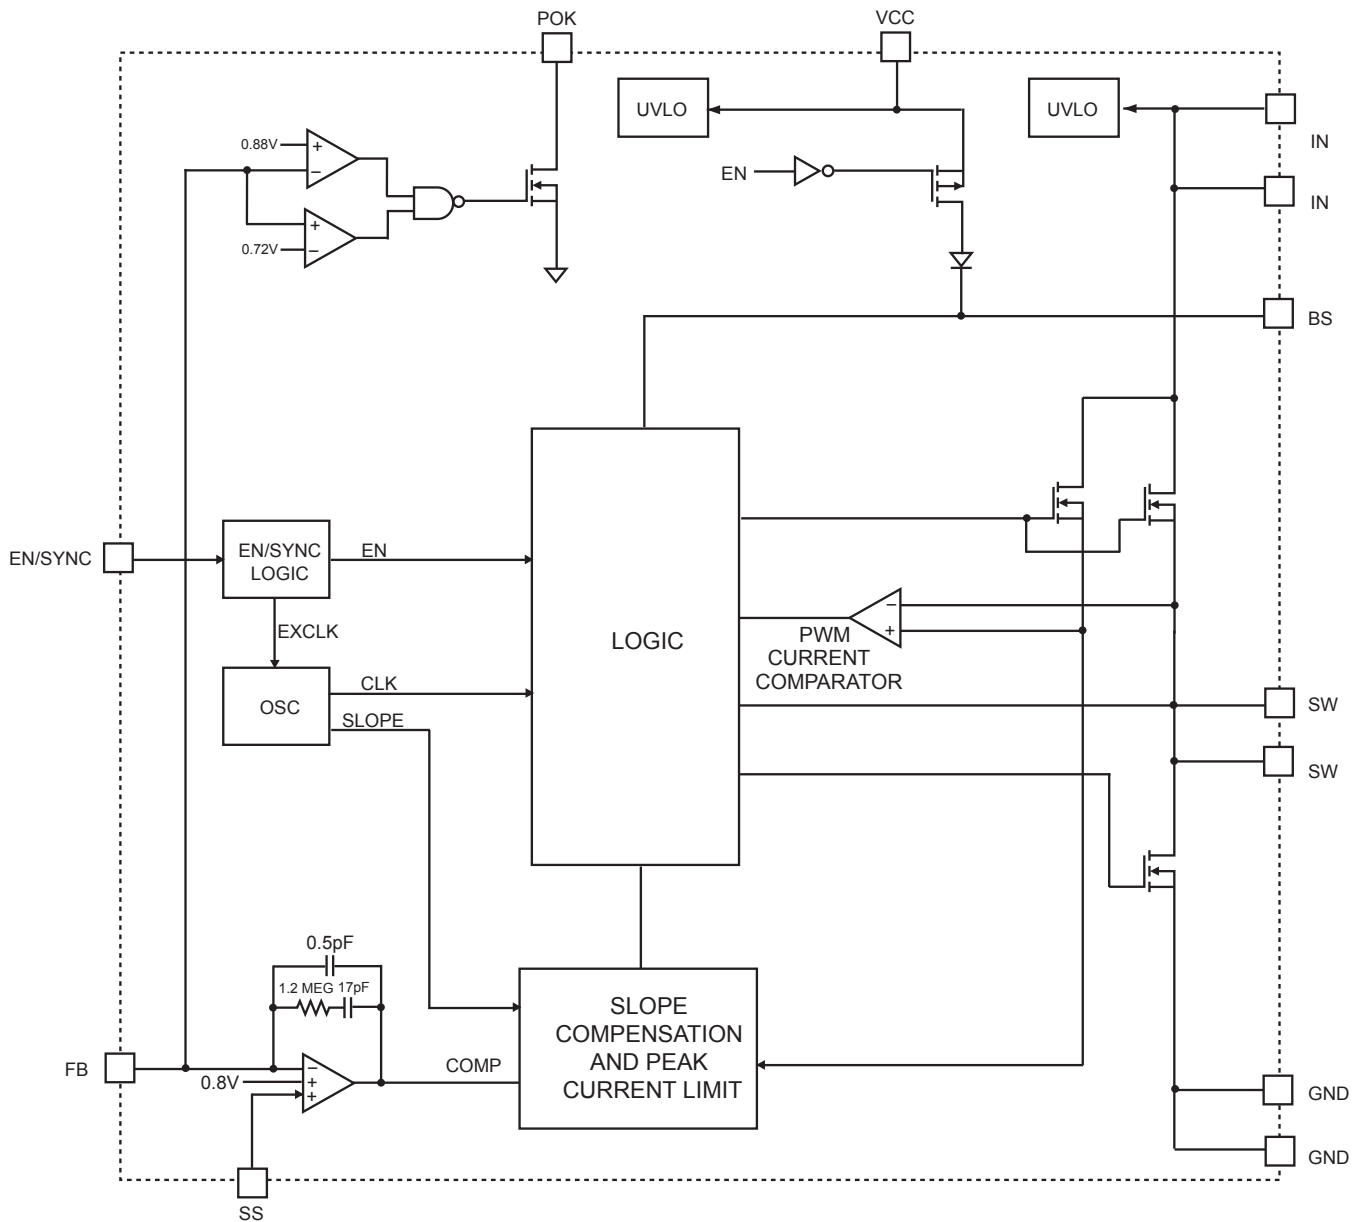 POK
VCC
UVLO
UVLO
IN
IN
0.88V
+
−
+
0.72V
−
EN
BS
EN/SYNC
EN/SYNC
LOGIC
EN
EXCLK
OSC
CLK
SLOPE
LOGIC
−
+
PWM
CURRENT
COMPARATOR
SW
SW
0.5pF
1.2 MEG
17pF
FB
0.8V
−
+
+
COMP
SLOPE
COMPENSATION
AND PEAK
CURRENT LIMIT
GND
GND
SS